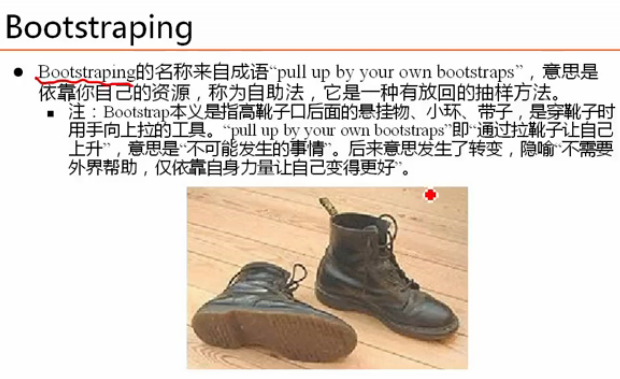 Bootstraping
Bootstraping的名称来自成语“pull up by your own bootstraps”，意思是
依靠你自己的资源，称为自助法，它是一种有放回的抽样方法。
注：Bootstrap本义是指高靴子口后面的悬挂物、小环、带子，是穿靴子时
用手向上拉的工具。“pull up by your own bootstraps”即“通过拉靴子让自己
上升”，意思是“不可能发生的事情”。后来意思发生了转变，隐喻“不需要
外界帮助，仅依靠自身力量让自己变得更好”。